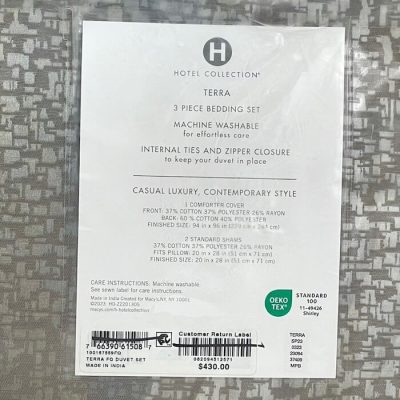 H
HOTEL COLLECTION®
TERRA
3 PIECE BEDDING SET
MACHINE WASHABLE
for effortless care
INTERNAL TIES AND ZIPPER CLOSURE
to keep your duvet in place
CASUAL LUXURY, CONTEMPORARY STYLE
1 COMFORTER COVER
FRONT: 37% COTTON 37% POLYESTER 26% RAYON
BACK: 60 % COTTON 40% POLYESTER
FINISHED SIZE: 94 in x 96 in
2 STANDARD SHAMS
37% COTTON 37% POLYESTER 26% RAYON
FITS PILLOW: 20 in x 28 in (51 cm x 71 cm)
FINISHED SIZE: 20 in x 28 in (51 cm x 71 cm)
CARE INSTRUCTIONS: Machine washable.
See sewn label for care instructions.
Made in India Created for Macy's, NY, NY 10001.
macys.com/b-hotelcollection
OEKO
TEX®
STANDARD
100
11-49426
Shirley
Customer Return Label
7 66390 61508 7
TERRA FQ DUVET SET
MADE IN INDIA
$430.00
TERRA
MPB